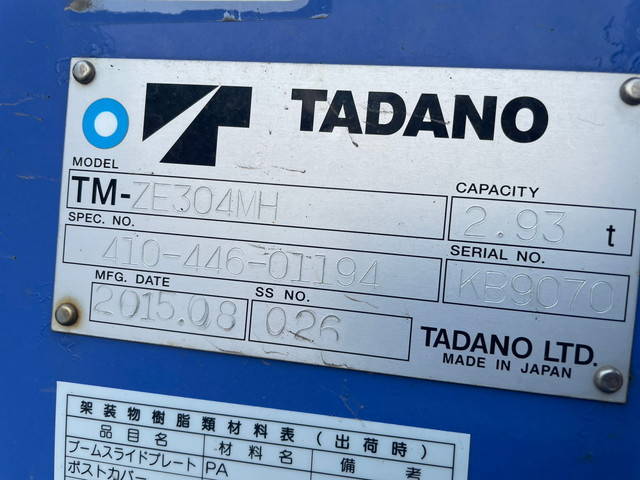 TADANO
MODEL
TM-ZE304MH
CAPACITY
2.93 t
SPEC. NO.
410-446-01194
SERIAL NO.
KB9070
MFG. DATE
2015.08
SS NO.
026
TADANO LTD.
MADE IN JAPAN
架装物樹脂類材料表(出荷時)
品目名 材料名 備考
ブームスライドプレート PA
ポストカバー